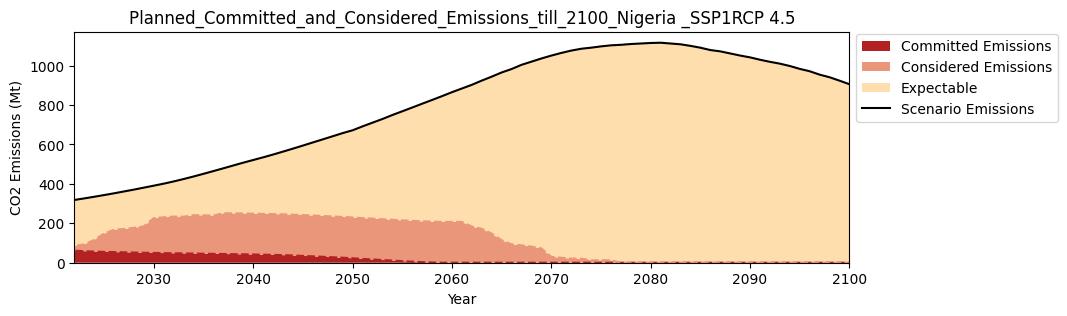 Planned_Committed_and_Considered_Emissions_till_2100_Nigeria _SSP1RCP 4.5
Committed Emissions
Considered Emissions
Expectable
Scenario Emissions
CO2 Emissions (Mt)
1000
800
600
400
200
0
2030 2040 2050 2060 2070 2080 2090 2100
Year